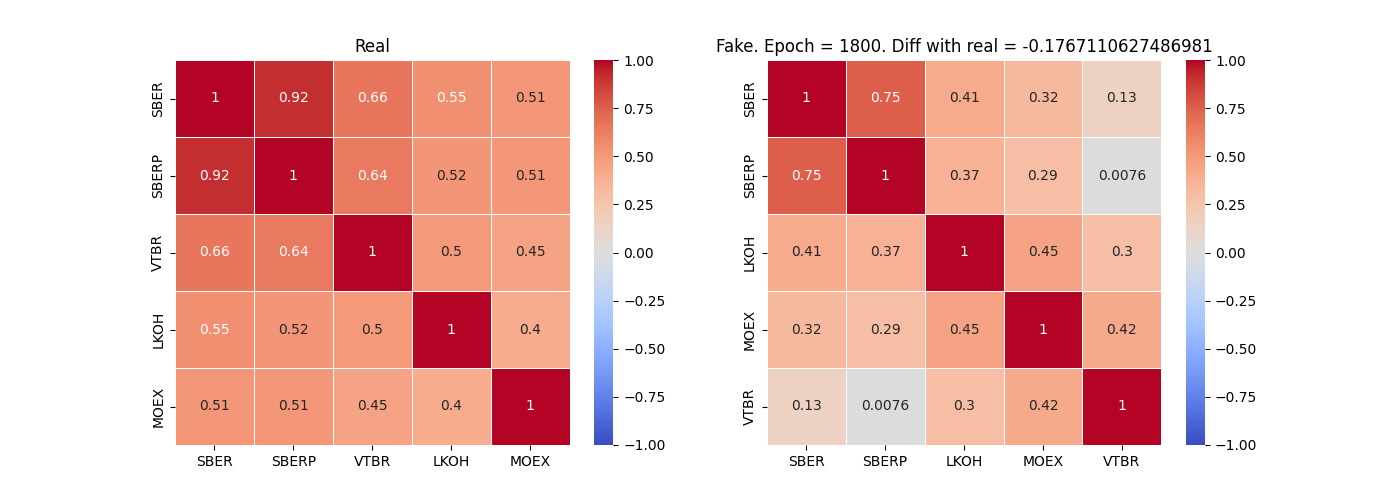 Real
SBER 1 0.92 0.66 0.55 0.51
SBERP 0.92 1 0.64 0.52 0.51
VTBR 0.66 0.64 1 0.5 0.45
LKOH 0.55 0.52 0.5 1 0.4
MOEX 0.51 0.51 0.45 0.4 1
SBER SBERP VTBR LKOH MOEX
1.00
0.75
0.50
0.25
0.00
−0.25
−0.50
−0.75
−1.00
Fake. Epoch = 1800. Diff with real = -0.1767110627486981
SBER 1 0.75 0.41 0.32 0.13
SBERP 0.75 1 0.37 0.29 0.0076
LKOH 0.41 0.37 1 0.45 0.3
MOEX 0.32 0.29 0.45 1 0.42
VTBR 0.13 0.0076 0.3 0.42 1
SBER SBERP LKOH MOEX VTBR
1.00
0.75
0.50
0.25
0.00
−0.25
−0.50
−0.75
−1.00